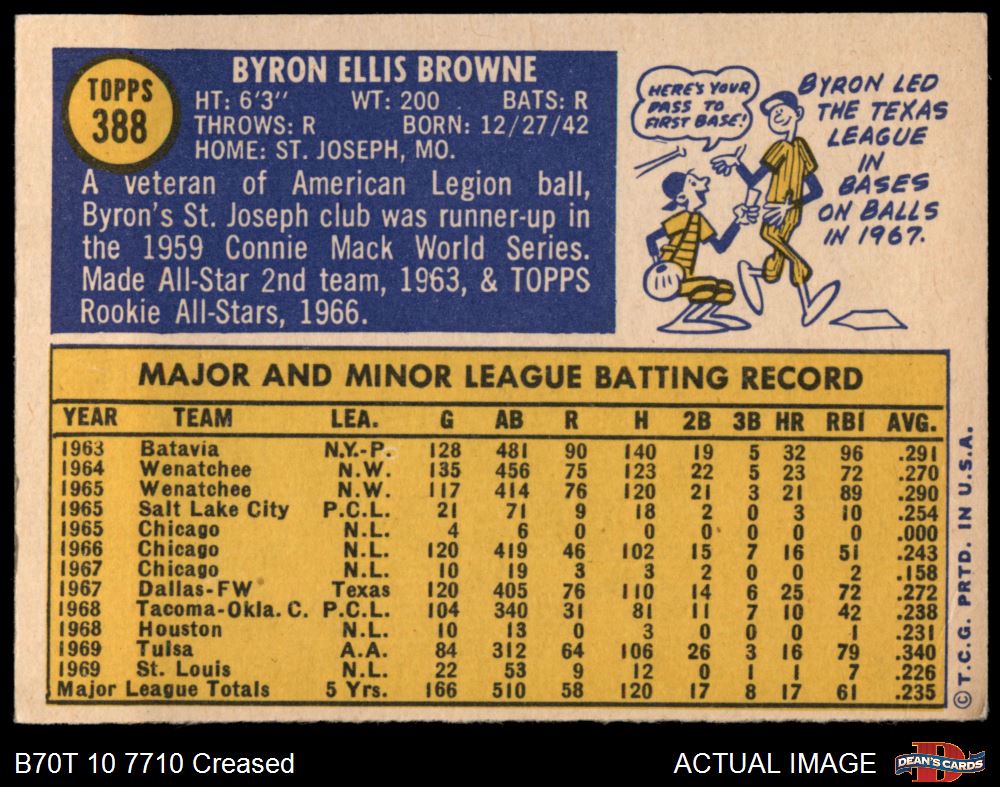 TOPPS
388
BYRON ELLIS BROWNE
HT: 6'3" WT: 200 BATS: R
THROWS: R BORN: 12/27/42
HOME: ST. JOSEPH, MO.
A veteran of American Legion ball,
Byron's St. Joseph club was runner-up in
the 1959 Connie Mack World Series.
Made All-Star 2nd team, 1963, & TOPPS
Rookie All-Stars, 1966.
HERE'S YOUR
PASS TO
FIRST BASE!
BYRON LED
THE TEXAS
LEAGUE
IN
BASES
ON BALLS
IN 1967.
MAJOR AND MINOR LEAGUE BATTING RECORD
YEAR TEAM LEA. G AB R H 2B 3B HR RBI AVG.
1963 Batavia N.Y.-P. 128 481 90 140 19 5 32 96 .291
1964 Wenatchee N.W. 135 456 75 123 22 5 23 72 .270
1965 Wenatchee N.W. 117 414 76 120 21 3 21 89 .290
1965 Salt Lake City P.C.L. 21 71 9 18 2 0 3 10 .254
1965 Chicago N.L. 4 6 0 0 0 0 0 0 .000
1966 Chicago N.L. 120 419 46 102 15 7 16 51 .243
1967 Chicago N.L. 10 19 3 3 2 0 0 2 .158
1967 Dallas-FW Texas 120 405 76 110 14 6 25 72 .272
1968 Tacoma-Okla. C. P.C.L. 104 340 31 81 11 7 10 42 .238
1968 Houston N.L. 10 13 0 3 0 0 0 1 .231
1969 Tulsa A.A. 84 312 64 106 26 3 16 79 .340
1969 St. Louis N.L. 22 53 9 12 0 1 1 7 .226
Major League Totals 5 Yrs. 166 510 58 120 17 8 17 61 .235
© T.C.G. PRTD. IN U.S.A.
B70T 10 7710 Creased
ACTUAL IMAGE
D
DEAN'S CARDS